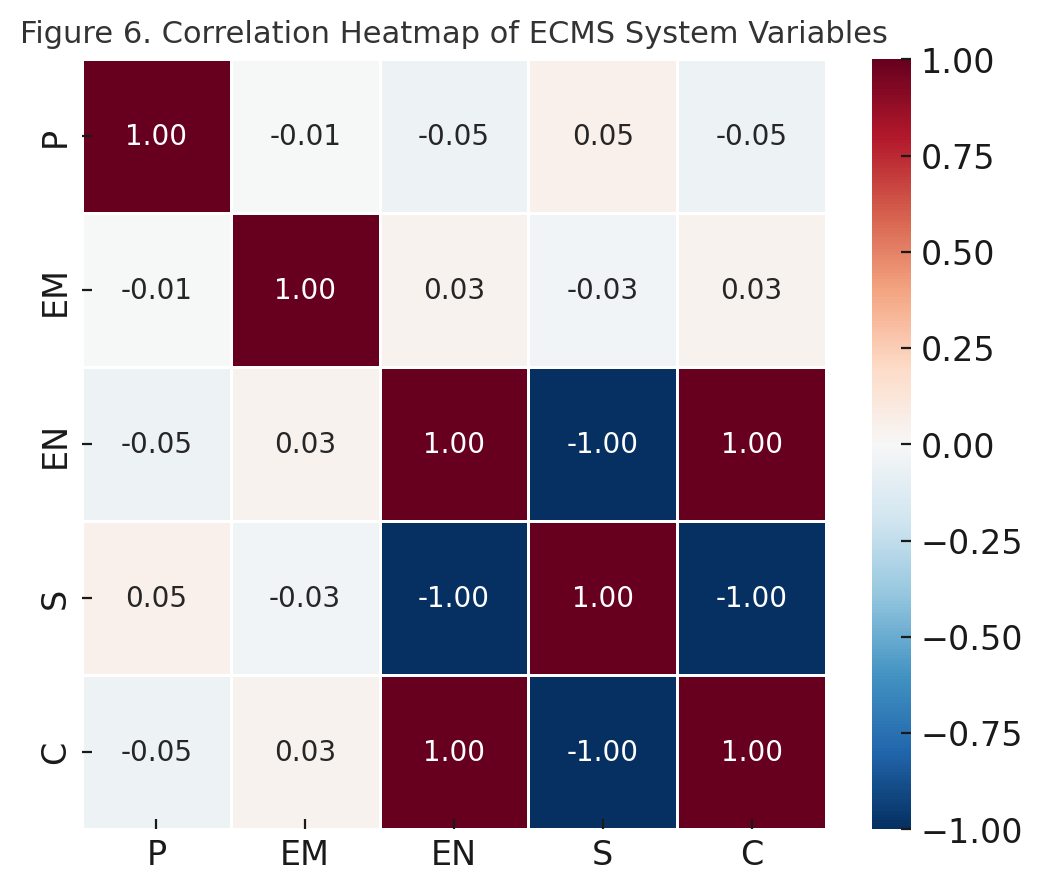 Figure 6. Correlation Heatmap of ECMS System Variables
P 1.00 -0.01 -0.05 0.05 -0.05
EM -0.01 1.00 0.03 -0.03 0.03
EN -0.05 0.03 1.00 -1.00 1.00
S 0.05 -0.03 -1.00 1.00 -1.00
C -0.05 0.03 1.00 -1.00 1.00
P EM EN S C
1.00
0.75
0.50
0.25
0.00
−0.25
−0.50
−0.75
−1.00